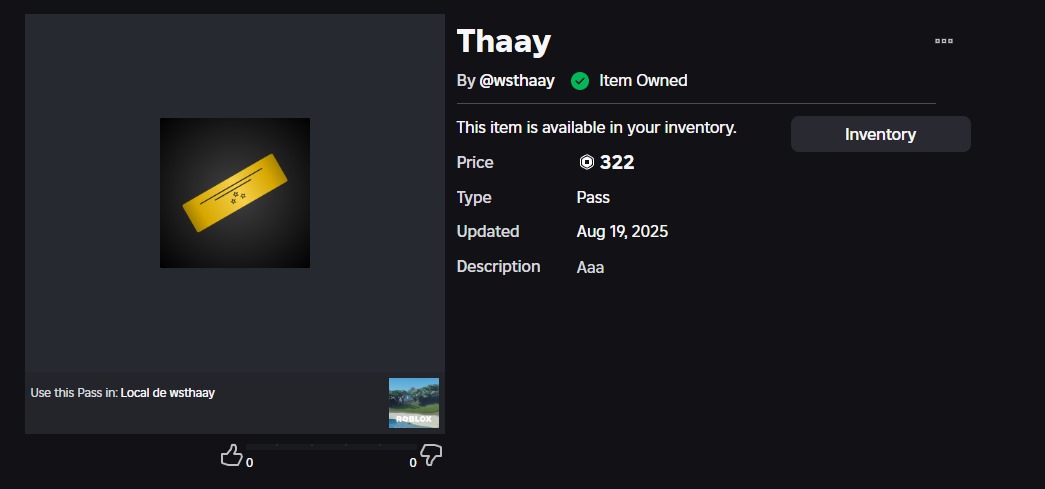 Thaay
By @wsthaay Item Owned
This item is available in your inventory.
Inventory
Price 322
Type Pass
Updated Aug 19, 2025
Description Aaa
Use this Pass in: Local de wsthaay
ROBLOX
0 0